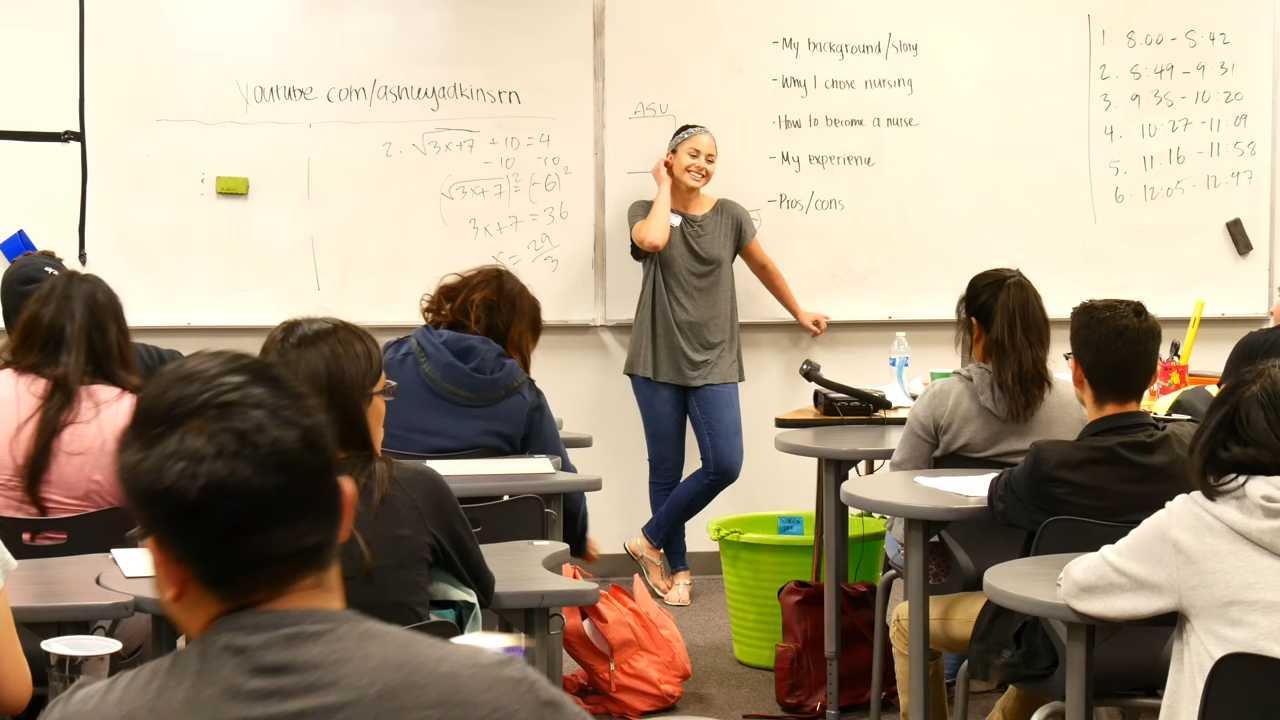 Youtube com/ashleyadkinsrn
2. √3x+7 +10 = 4
-10 -10
(√3x+7)² = (-6)²
3x+7 = 36
x = 29/3
ASU
-My background/story
-Why I chose nursing
-How to become a nurse
-My experience
-Pros/cons
1. 8:00 - 8:42
2. 8:49 - 9:31
3. 9:35 - 10:20
4. 10:27 - 11:09
5. 11:16 - 11:58
6. 12:05 - 12:47